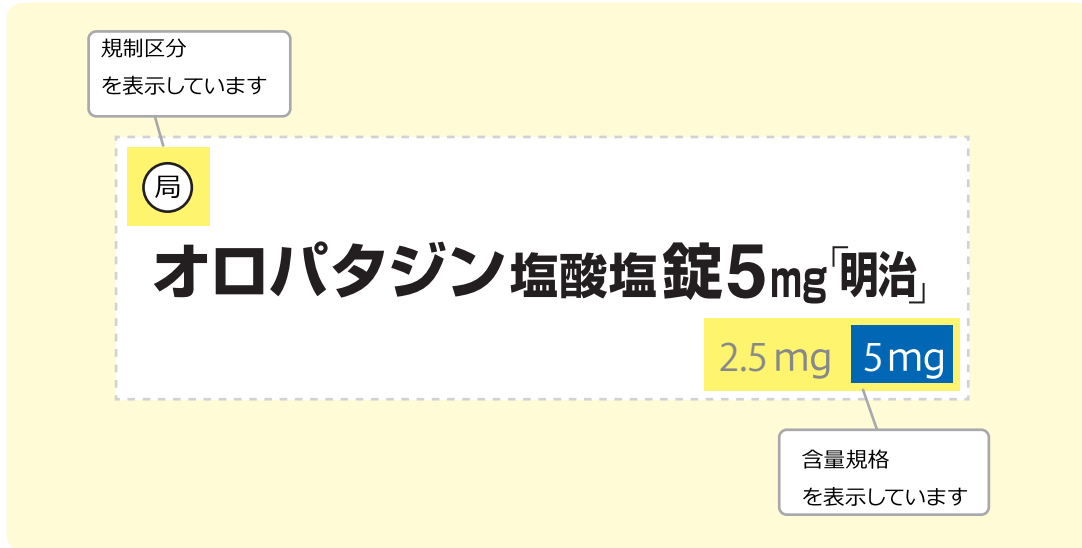 規制区分
を表示しています
局
オロパタジン塩酸塩錠5mg「明治」
2.5mg 5mg
含量規格
を表示しています